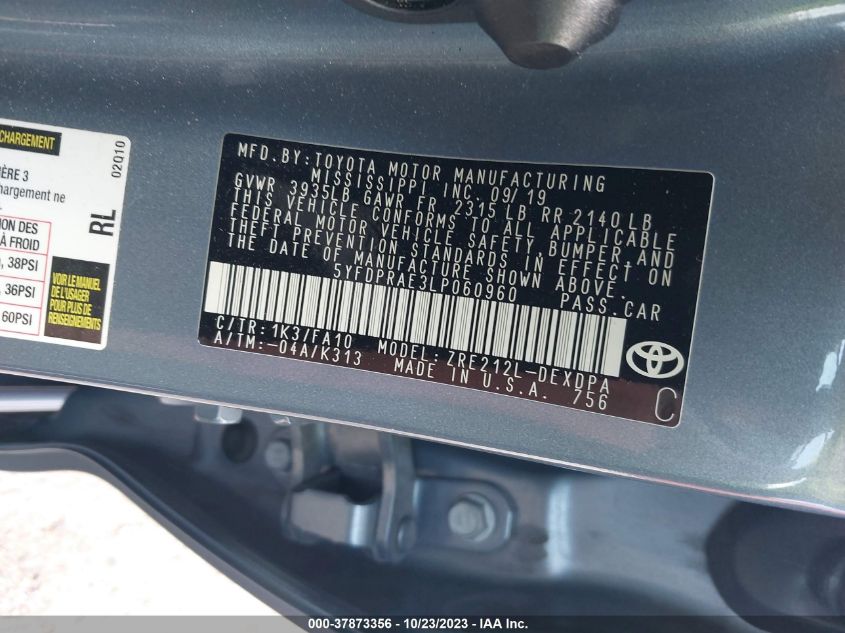 CHARGEMENT
IÈRE 3
chargement ne
ION DES
À FROID
, 38PSI
, 36PSI
60PSI
RL
02Q10
VOIR LE MANUEL
DE L'USAGER
POUR PLUS DE
RENSEIGNEMENTS
MFD. BY: TOYOTA MOTOR MANUFACTURING
MISSISSIPPI, INC. 09/19
GVWR 3935LB GAWR FR 2315 LB RR 2140 LB
THIS VEHICLE CONFORMS TO ALL APPLICABLE
FEDERAL MOTOR VEHICLE SAFETY, BUMPER, AND
THEFT PREVENTION STANDARDS IN EFFECT ON
THE DATE OF MANUFACTURE SHOWN ABOVE.
5YFDPRAE3LP060960 PASS. CAR
C/TR: 1K3/FA10 MODEL: ZRE212L-DEXDPA
A/TM: -04A/K313 MADE IN U.S.A. 756
C
000-37873356 - 10/23/2023 - IAA Inc.